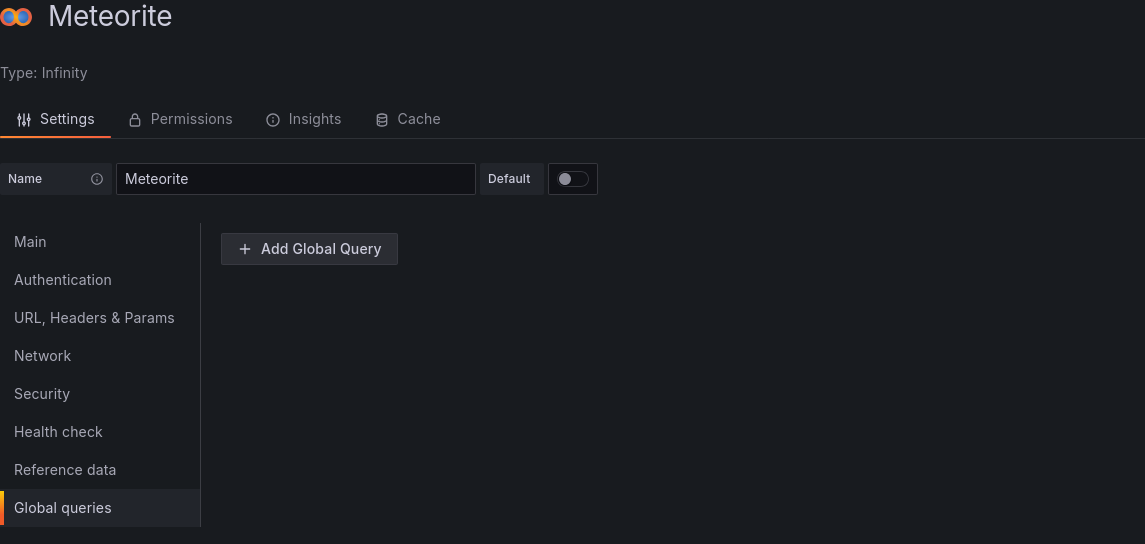 Meteorite
Type: Infinity
Settings Permissions Insights Cache
Name Meteorite Default
Main
Add Global Query
Authentication
URL, Headers & Params
Network
Security
Health check
Reference data
Global queries